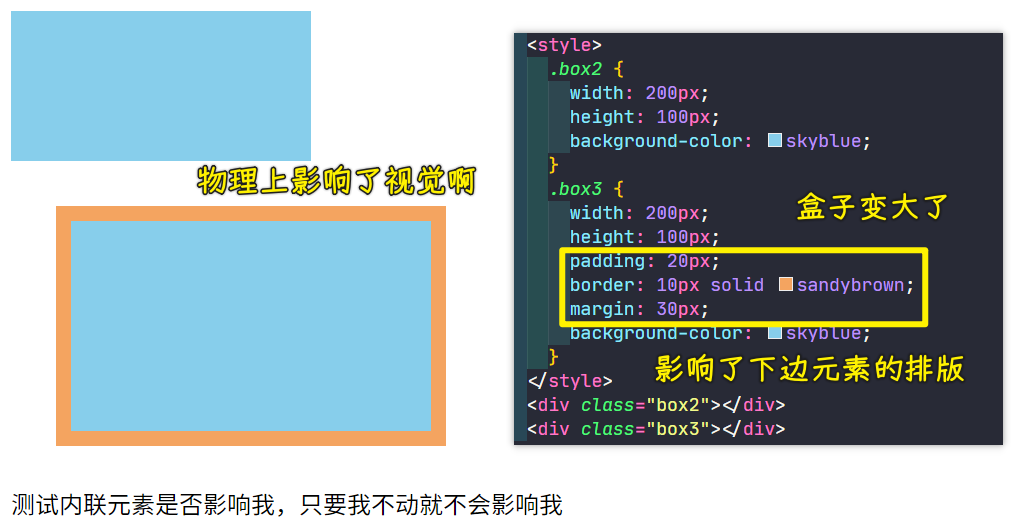 物理上影响了视觉啊
<style>
.box2 {
width: 200px;
height: 100px;
background-color: skyblue;
}
.box3 {
width: 200px;
height: 100px;
盒子变大了
padding: 20px;
border: 10px solid sandybrown;
margin: 30px;
background-color: skyblue;
}
影响了下边元素的排版
</style>
<div class="box2"></div>
<div class="box3"></div>
测试内联元素是否影响我，只要我不动就不会影响我